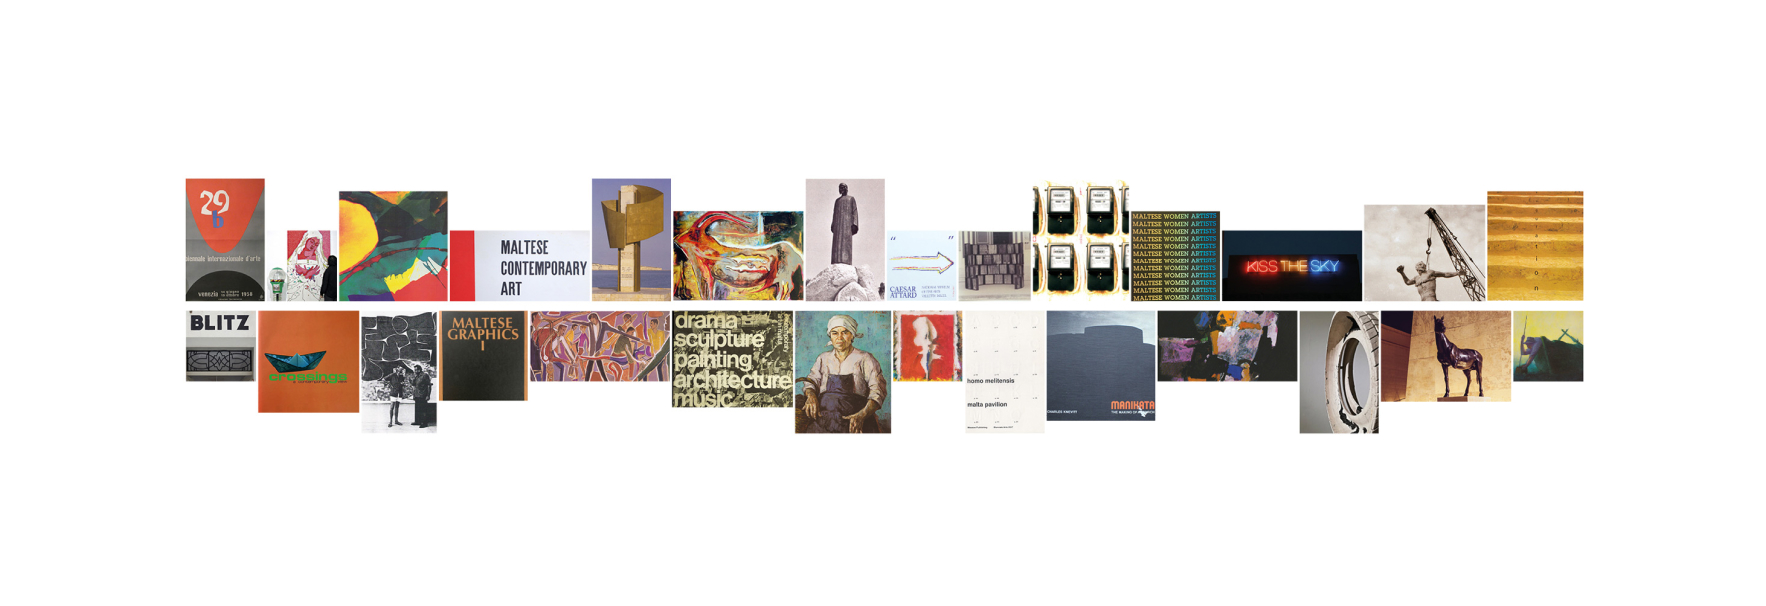 29
b
biennale internazionale d'arte
venezia
1958
MALTESE
CONTEMPORARY
ART
“ ”
CAESAR
ATTARD
MALTESE WOMEN ARTISTS
MALTESE WOMEN ARTISTS
MALTESE WOMEN ARTISTS
MALTESE WOMEN ARTISTS
MALTESE WOMEN ARTISTS
MALTESE WOMEN ARTISTS
MALTESE WOMEN ARTISTS
MALTESE WOMEN ARTISTS
MALTESE WOMEN ARTISTS
MALTESE WOMEN ARTISTS
MALTESE WOMEN ARTISTS
MALTESE WOMEN ARTISTS
KISS THE SKY
BLITZ
crossings
MALTESE
GRAPHICS
I
drama
sculpture
painting
architecture
music
homo melitensis
malta pavilion
CHARLES KNEVITT
MANIKATA
THE MAKING OF